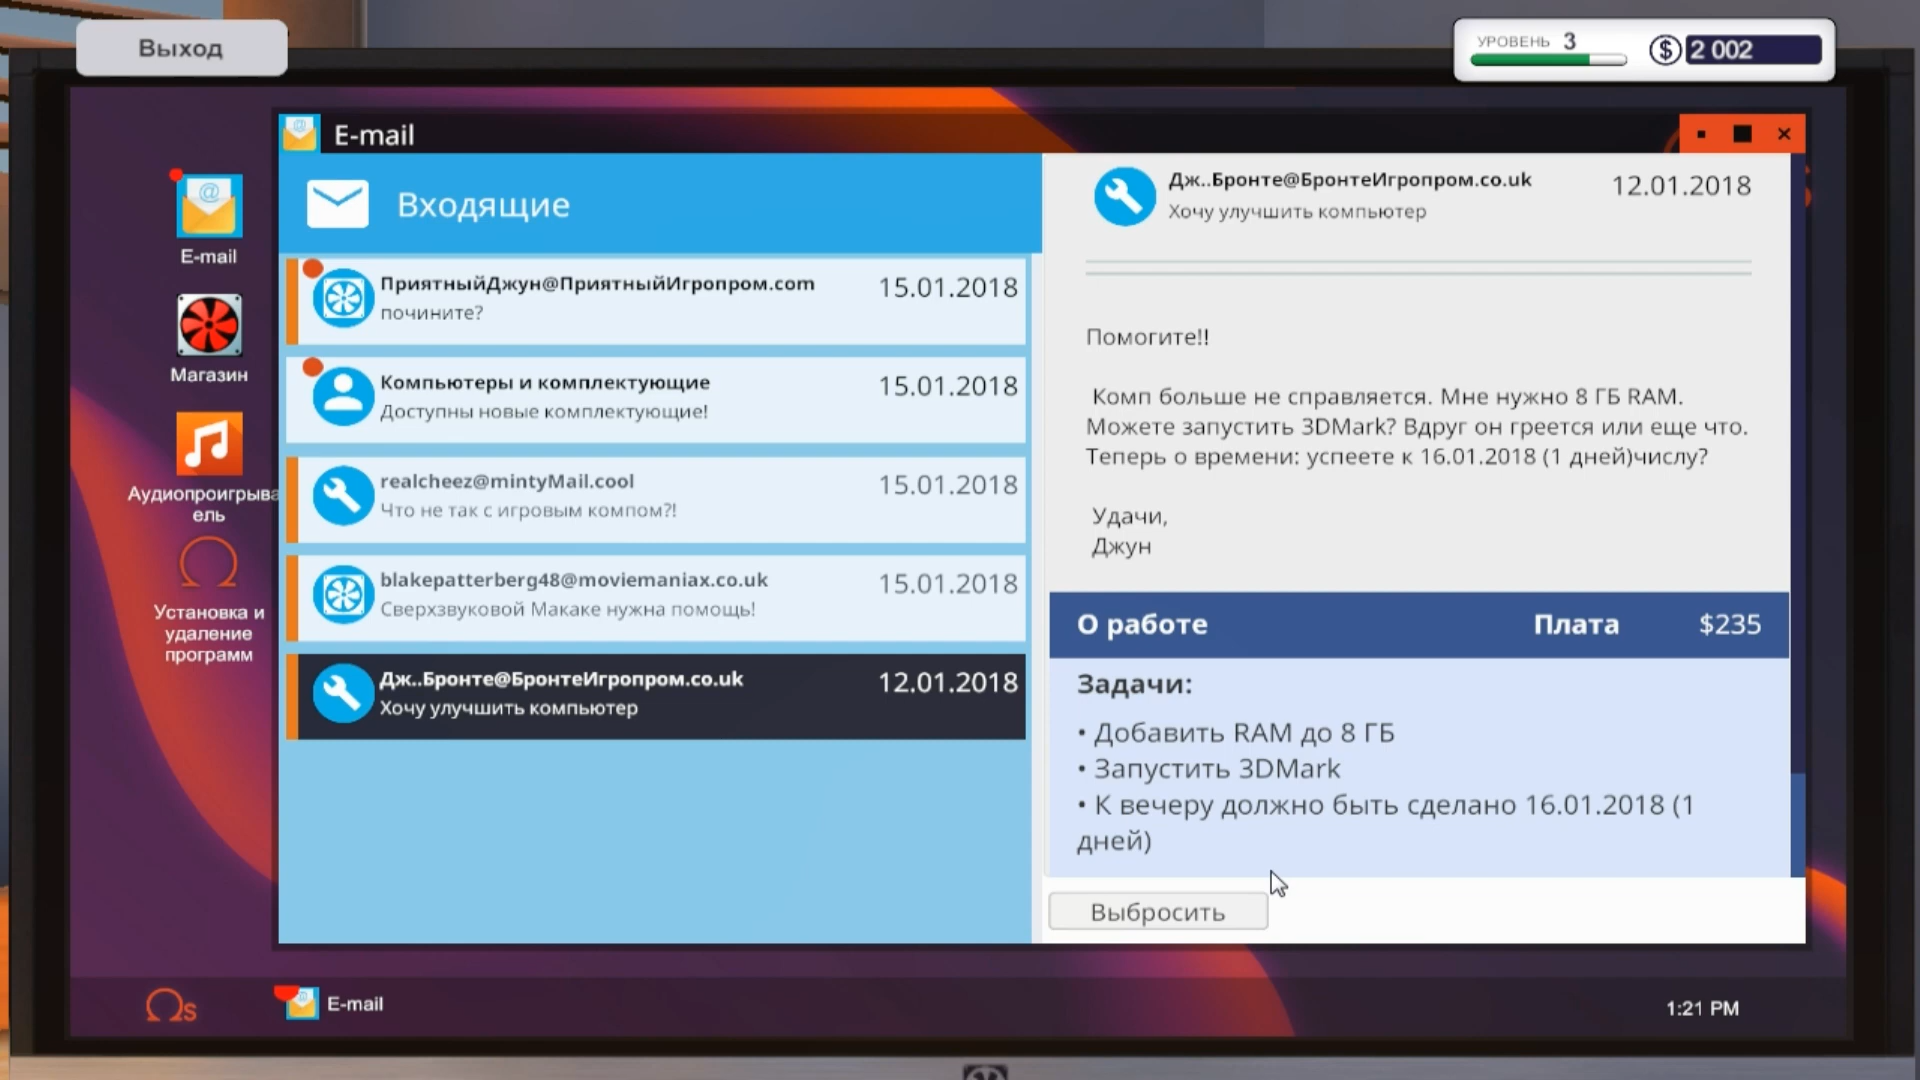 Выход
УРОВЕНЬ 3
$ 2 002
E-mail
E-mail
Магазин
Аудиопроигрыва
ель
Установка и
удаление
программ
Входящие
ПриятныйДжун@ПриятныйИгропром.com 15.01.2018
почините?
Компьютеры и комплектующие 15.01.2018
Доступны новые комплектующие!
realcheez@mintyMail.cool 15.01.2018
Что не так с игровым компом?!
blakepatterberg48@moviemaniax.co.uk 15.01.2018
Сверхзвуковой Макаке нужна помощь!
Дж..Бронте@БронтеИгропром.co.uk 12.01.2018
Хочу улучшить компьютер
Дж..Бронте@БронтеИгропром.co.uk 12.01.2018
Хочу улучшить компьютер
Помогите!!
Комп больше не справляется. Мне нужно 8 ГБ RAM.
Можете запустить 3DMark? Вдруг он греется или еще что.
Теперь о времени: успеете к 16.01.2018 (1 дней)числу?
Удачи,
Джун
О работе Плата $235
Задачи:
• Добавить RAM до 8 ГБ
• Запустить 3DMark
• К вечеру должно быть сделано 16.01.2018 (1
дней)
Выбросить
Ωs
E-mail
1:21 PM